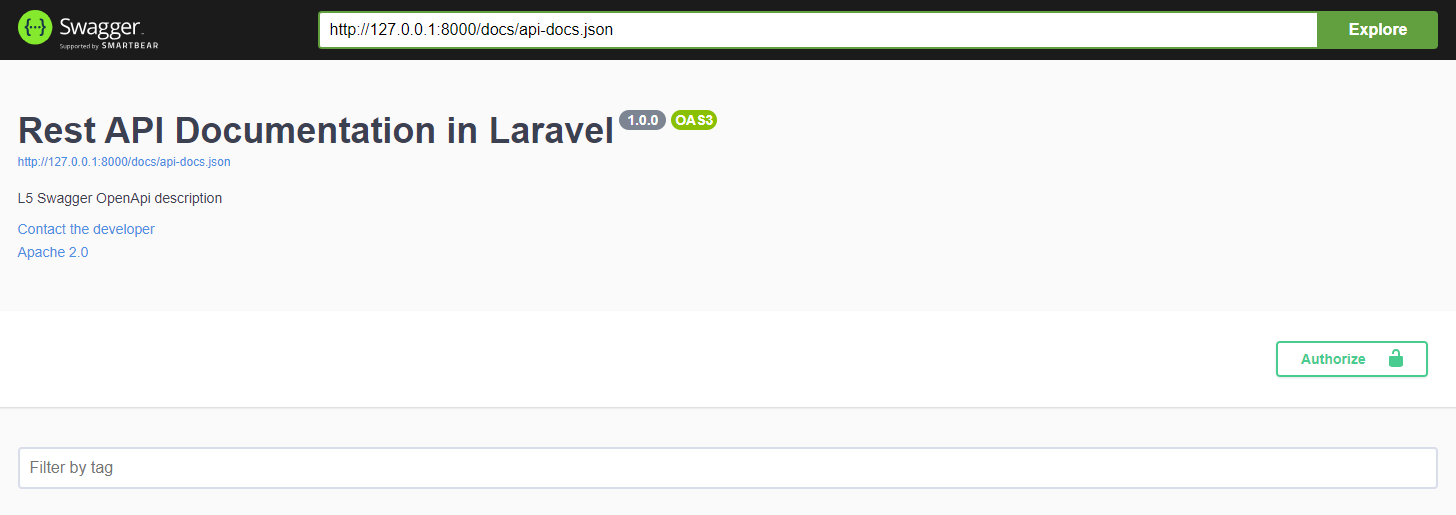 Swagger
Supported by SMARTBEAR
http://127.0.0.1:8000/docs/api-docs.json
Explore
Rest API Documentation in Laravel 1.0.0 OAS3
http://127.0.0.1:8000/docs/api-docs.json
L5 Swagger OpenApi description
Contact the developer
Apache 2.0
Authorize
Filter by tag